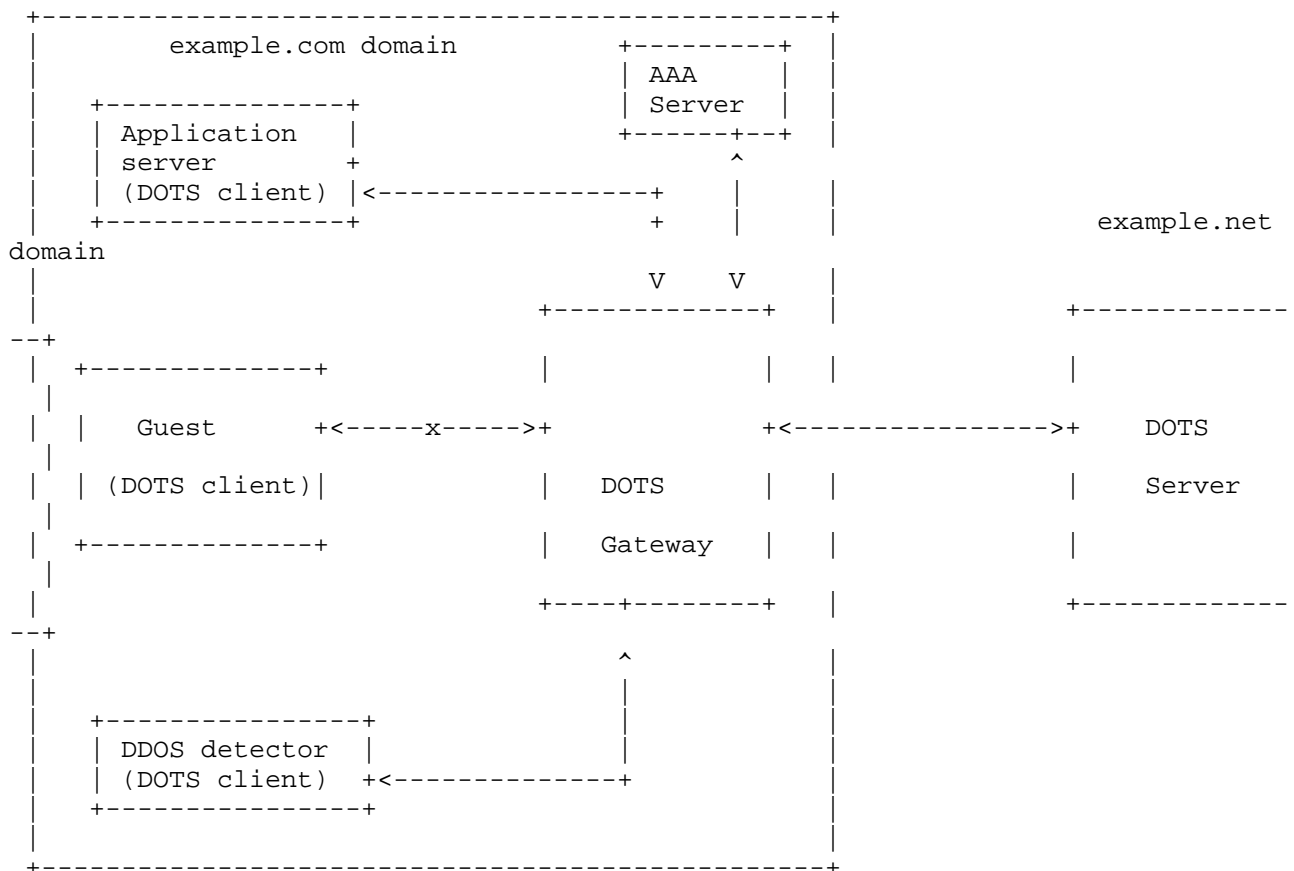 example.com domain
AAA
Server
Application
server
(DOTS client)
example.net
domain
Guest
x
DOTS
(DOTS client)
DOTS
Server
Gateway
DDOS detector
(DOTS client)